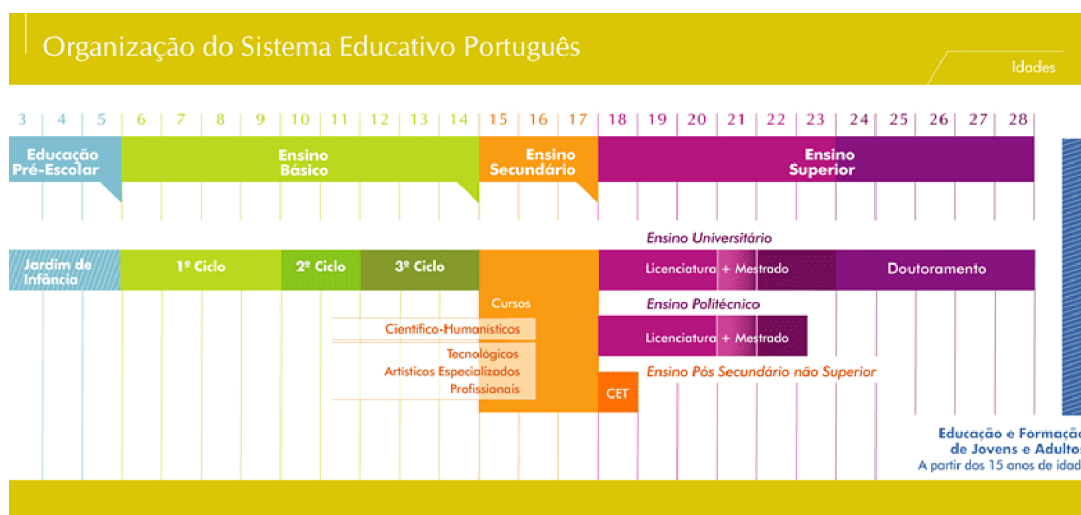 Organização do Sistema Educativo Português
Idades
3 4 5 6 7 8 9 10 11 12 13 14 15 16 17 18 19 20 21 22 23 24 25 26 27 28
Educação
Pré-Escolar
Ensino
Básico
Ensino
Secundário
Ensino
Superior
Ensino Universitário
Jardim de
Infância
1º Ciclo
2º Ciclo
3º Ciclo
Licenciatura + Mestrado
Doutoramento
Cursos
Ensino Politécnico
Científico-Humanísticos
Licenciatura + Mestrado
Tecnológicos
Artísticos Especializados
Profissionais
Ensino Pós Secundário não Superior
CET
Educação e Formação
de Jovens e Adultos
A partir dos 15 anos de idad